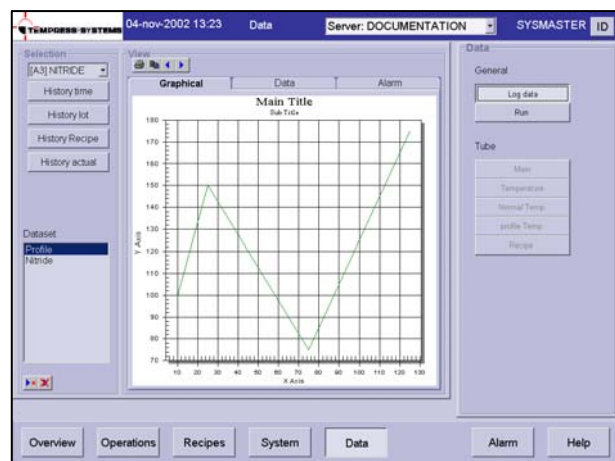 TEMPRESS SYSTEMS 04-nov-2002 13:23 Data Server: DOCUMENTATION SYSMASTER ID
Selection
[A3] NITRIDE
History time
History lot
History Recipe
History actual
Dataset
Profile
Nitride
View
Graphical Data Alarm
Main Title
Sub Title
180
170
160
150
140
130
120
110
100
90
80
70
Y Axis
10 20 30 40 50 60 70 80 90 100 110 120 130
X Axis
Data
General
Log data
Run
Tube
Main
Temperature
Normal Temp
profile Temp
Recipe
Overview Operations Recipes System Data Alarm Help